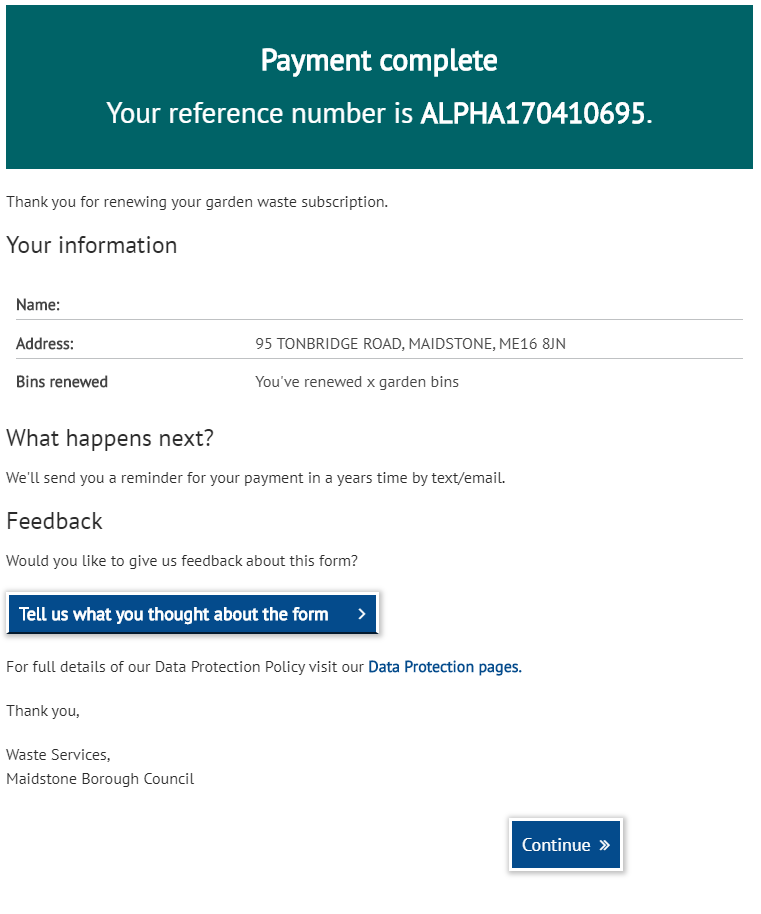 Payment complete
Your reference number is ALPHA170410695.
Thank you for renewing your garden waste subscription.
Your information
Name:
Address: 95 TONBRIDGE ROAD, MAIDSTONE, ME16 8JN
Bins renewed You've renewed x garden bins
What happens next?
We'll send you a reminder for your payment in a years time by text/email.
Feedback
Would you like to give us feedback about this form?
Tell us what you thought about the form
For full details of our Data Protection Policy visit our Data Protection pages.
Thank you,
Waste Services,
Maidstone Borough Council
Continue »